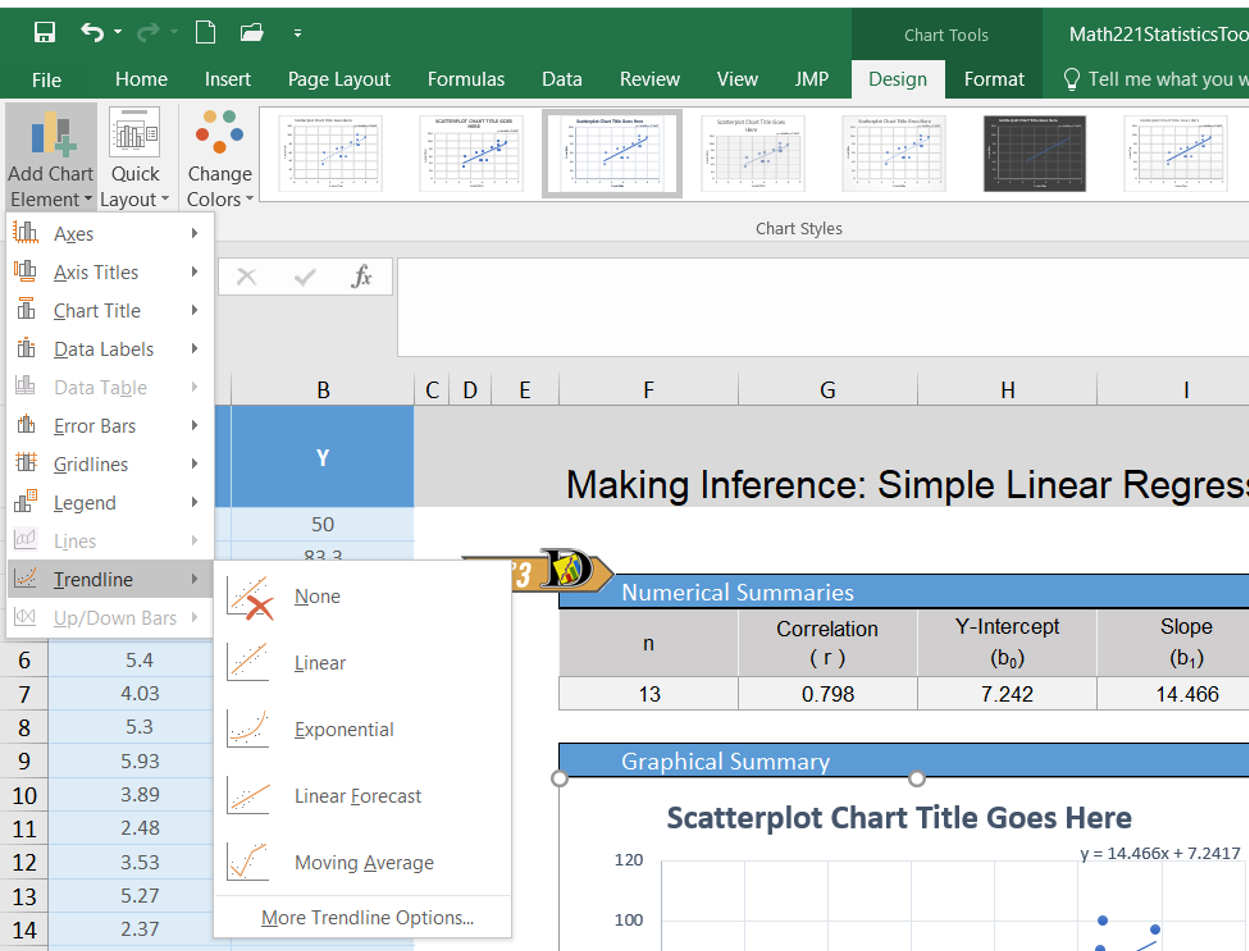 Chart Tools
Math221StatisticsToo
File Home Insert Page Layout Formulas Data Review View JMP Design Format Tell me what you w
Add Chart Element
Quick Layout
Change Colors
Chart Styles
Axes
Axis Titles
Chart Title
Data Labels
Data Table
Error Bars
Gridlines
Legend
Lines
Trendline
Up/Down Bars
None
Linear
Exponential
Linear Forecast
Moving Average
More Trendline Options...
fx
B C D E F G H I
Y
Making Inference: Simple Linear Regres
50
83.3
6 5.4
7 4.03
8 5.3
9 5.93
10 3.89
11 2.48
12 3.53
13 5.27
14 2.37
Numerical Summaries
n Correlation ( r ) Y-Intercept (b₀) Slope (b₁)
13 0.798 7.242 14.466
Graphical Summary
Scatterplot Chart Title Goes Here
y = 14.466x + 7.2417
120
100